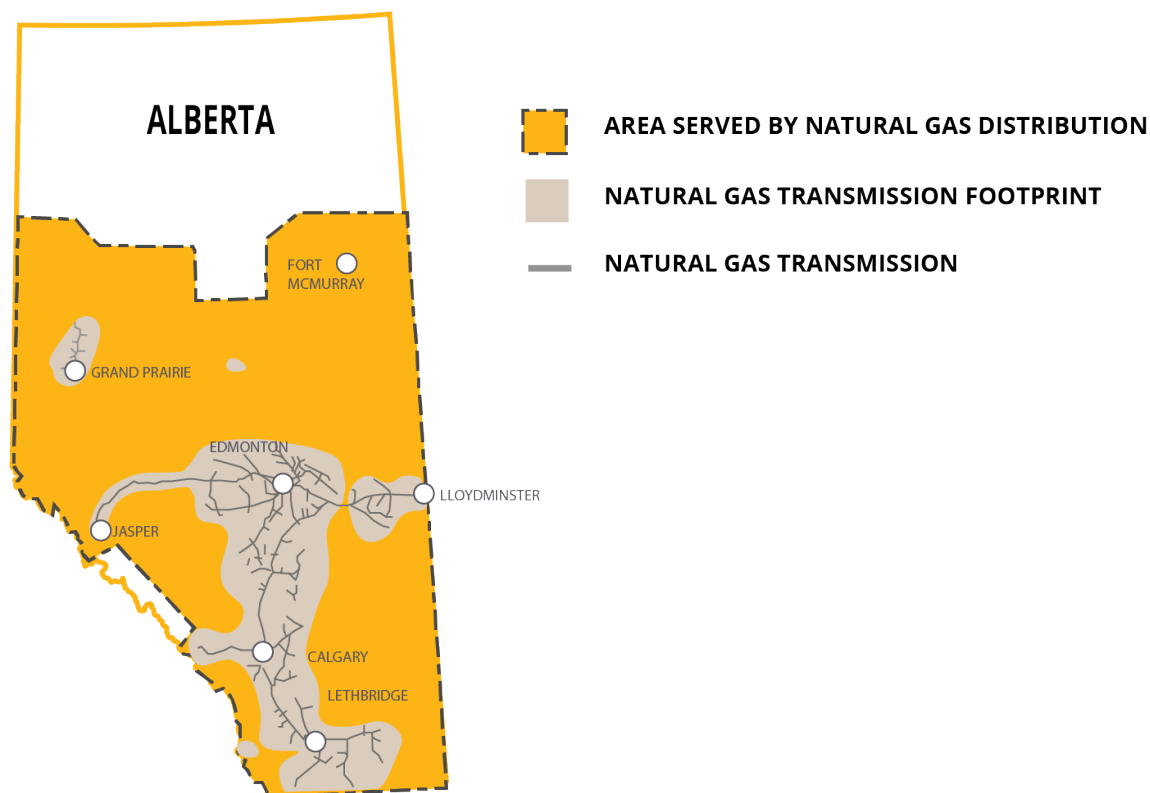 ALBERTA
AREA SERVED BY NATURAL GAS DISTRIBUTION
NATURAL GAS TRANSMISSION FOOTPRINT
NATURAL GAS TRANSMISSION
FORT
MCMURRAY
GRAND PRAIRIE
EDMONTON
LLOYDMINSTER
JASPER
CALGARY
LETHBRIDGE